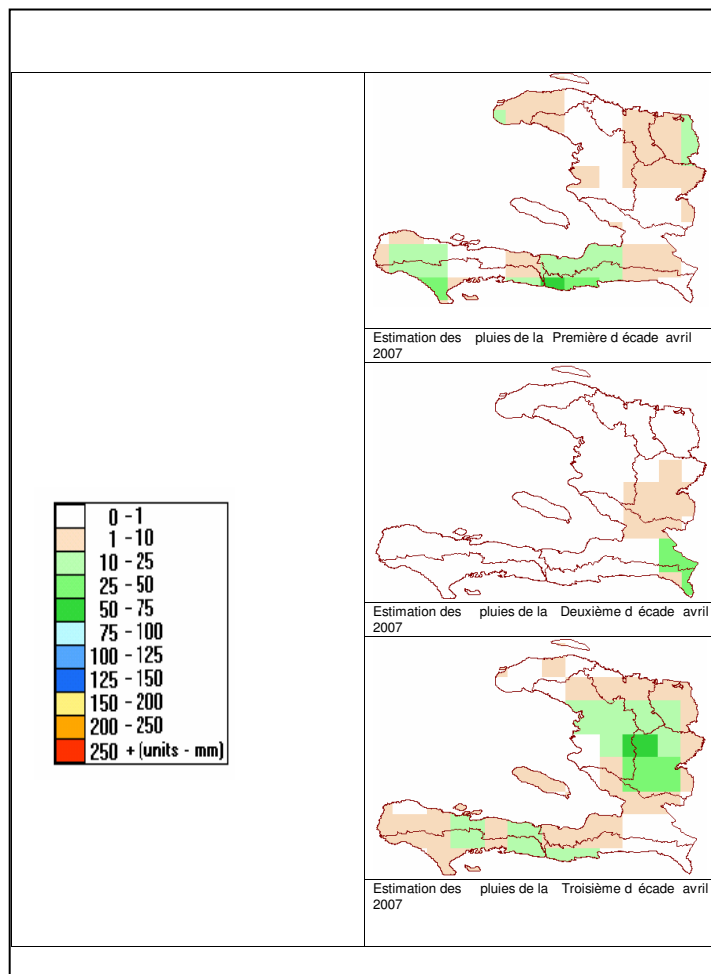 Estimation des pluies de la Première d écade avril
2007
Estimation des pluies de la Deuxième d écade avril
2007
0 - 1
1 - 10
10 - 25
25 - 50
50 - 75
75 - 100
100 - 125
125 - 150
150 - 200
200 - 250
250 + (units - mm)
Estimation des pluies de la Troisième d écade avril
2007